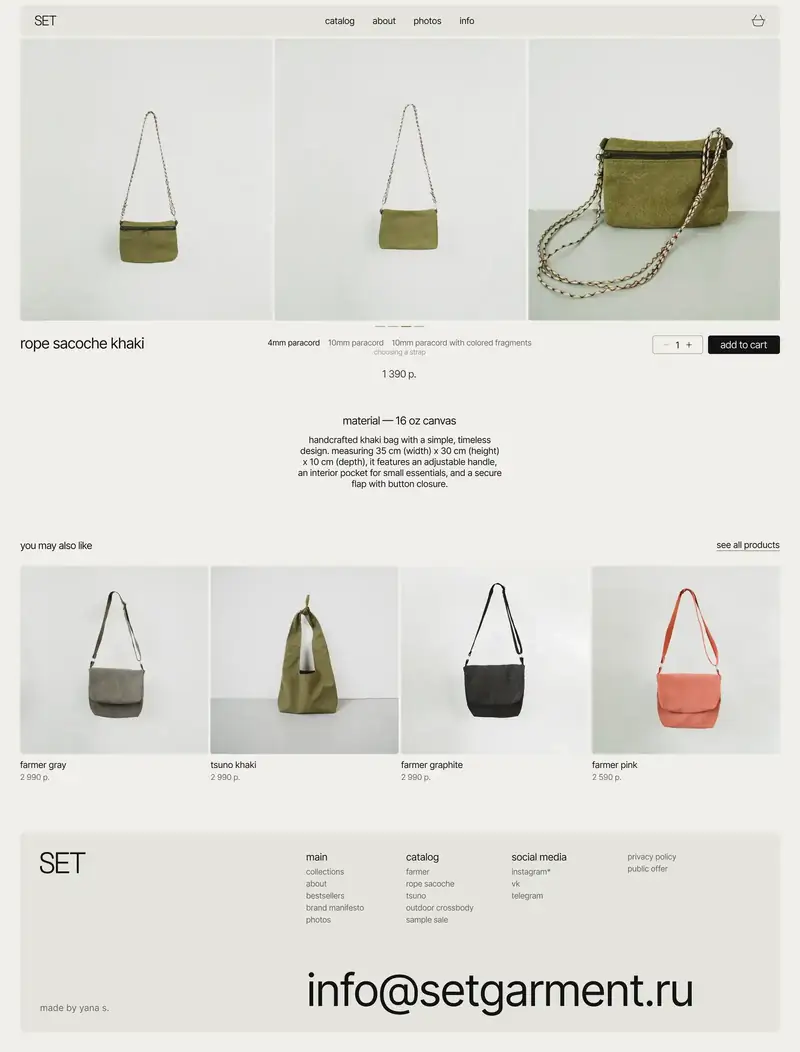 SET
catalog about photos info
rope sacoche khaki
4mm paracord 10mm paracord 10mm paracord with colored fragments
choosing a strap
− 1 +
add to cart
1 390 р.
material — 16 oz canvas
handcrafted khaki bag with a simple, timeless
design. measuring 35 cm (width) x 30 cm (height)
x 10 cm (depth), it features an adjustable handle,
an interior pocket for small essentials, and a secure
flap with button closure.
you may also like
see all products
farmer gray
2 990 р.
tsuno khaki
2 990 р.
farmer graphite
2 990 р.
farmer pink
2 590 р.
SET
main
collections
about
bestsellers
brand manifesto
photos
catalog
farmer
rope sacoche
tsuno
outdoor crossbody
sample sale
social media
instagram*
vk
telegram
privacy policy
public offer
made by yana s.
info@setgarment.ru